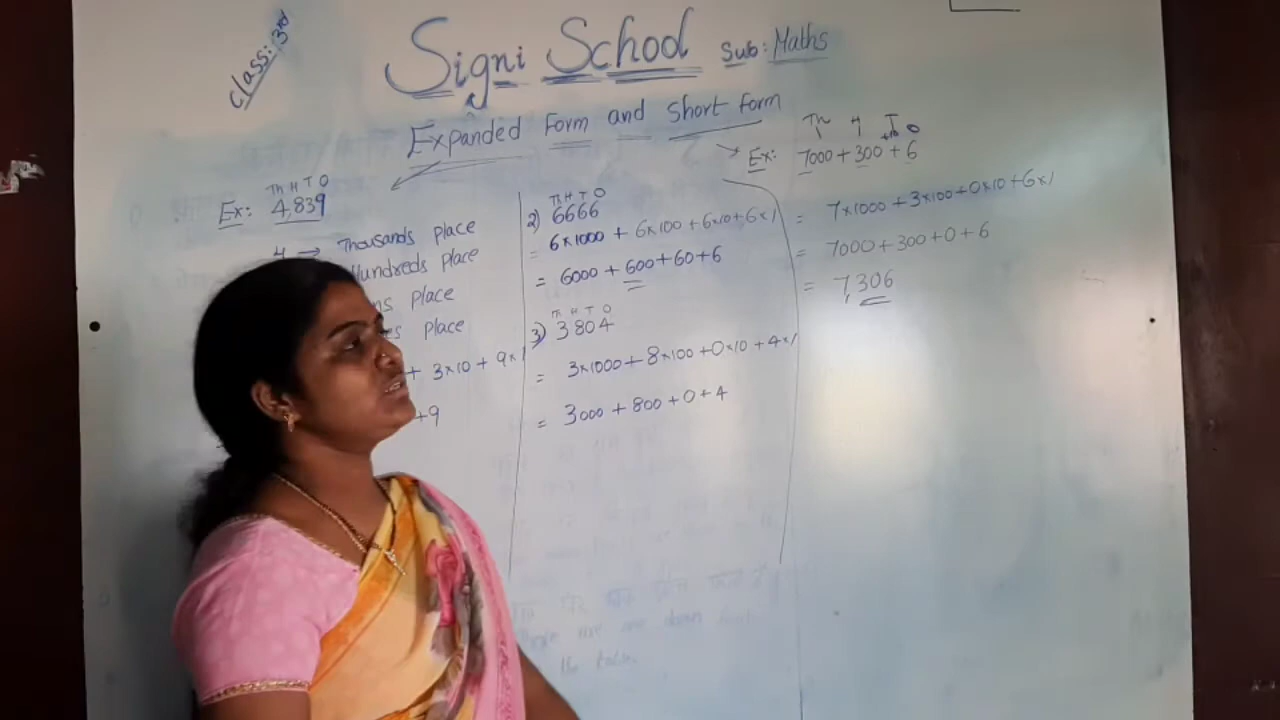 Class: 3rd
Signi School Sub: Maths
Expanded Form and Short Form
Th H T O
Ex: 4,839
4 → Thousands place
Hundreds place
place
place
+ 3×10 + 9×1
+9
Th H T O
2) 6666
= 6×1000 + 6×100 + 6×10 + 6×1
= 6000 + 600 + 60 + 6
Th H T O
3) 3804
= 3×1000 + 8×100 + 0×10 + 4×1
= 3000 + 800 + 0 + 4
Th H T O
→ Ex: 7000 + 300 + 6
= 7×1000 + 3×100 + 0×10 + 6×1
= 7000 + 300 + 0 + 6
= 7,306